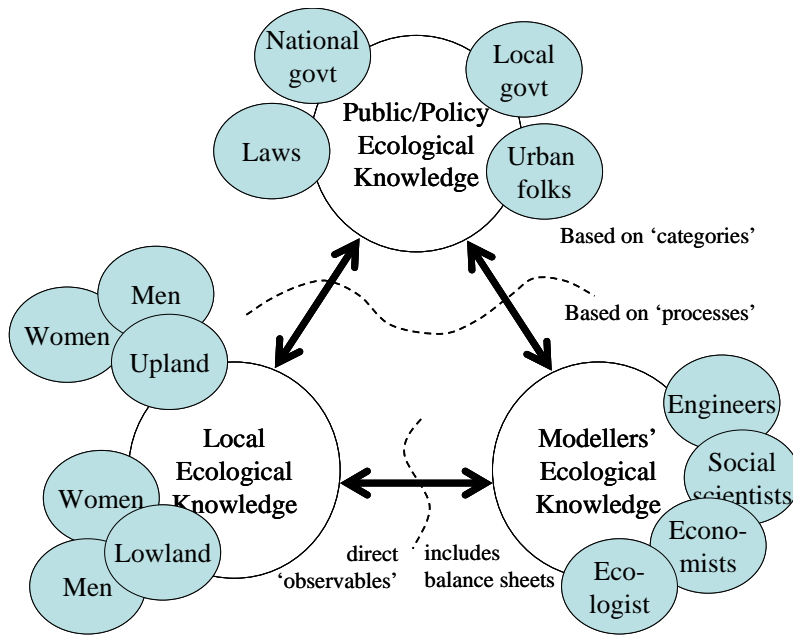 National
govt
Local
govt
Public/Policy
Ecological
Knowledge
Laws
Urban
folks
Based on ‘categories’
Based on ‘processes’
Men
Women
Upland
Local
Ecological
Knowledge
Women
Lowland
Men
Modellers’
Ecological
Knowledge
Engineers
Social
scientists
Econo-
mists
Eco-
logist
direct
‘observables’
includes
balance sheets